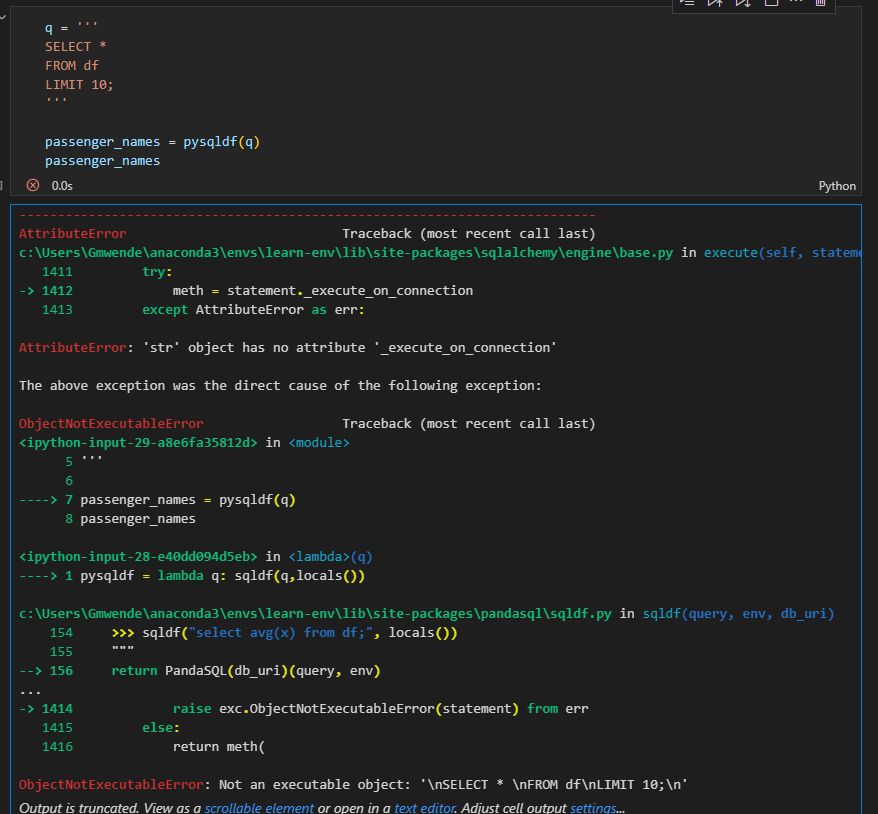 q = '''
SELECT *
FROM df
LIMIT 10;
'''
passenger_names = pysqldf(q)
passenger_names
0.0s
Python
---------------------------------------------------------------------------
AttributeError Traceback (most recent call last)
c:\Users\Gmwende\anaconda3\envs\learn-env\lib\site-packages\sqlalchemy\engine\base.py in execute(self, stateme
1411 try:
-> 1412 meth = statement._execute_on_connection
1413 except AttributeError as err:
AttributeError: 'str' object has no attribute '_execute_on_connection'
The above exception was the direct cause of the following exception:
ObjectNotExecutableError Traceback (most recent call last)
<ipython-input-29-a8e6fa35812d> in <module>
5 '''
6
----> 7 passenger_names = pysqldf(q)
8 passenger_names
<ipython-input-28-e40dd094d5eb> in <lambda>(q)
----> 1 pysqldf = lambda q: sqldf(q,locals())
c:\Users\Gmwende\anaconda3\envs\learn-env\lib\site-packages\pandasql\sqldf.py in sqldf(query, env, db_uri)
154 >>> sqldf("select avg(x) from df;", locals())
155 """
--> 156 return PandaSQL(db_uri)(query, env)
...
-> 1414 raise exc.ObjectNotExecutableError(statement) from err
1415 else:
1416 return meth(
ObjectNotExecutableError: Not an executable object: '\nSELECT * \nFROM df\nLIMIT 10;\n'
Output is truncated. View as a scrollable element or open in a text editor. Adjust cell output settings...